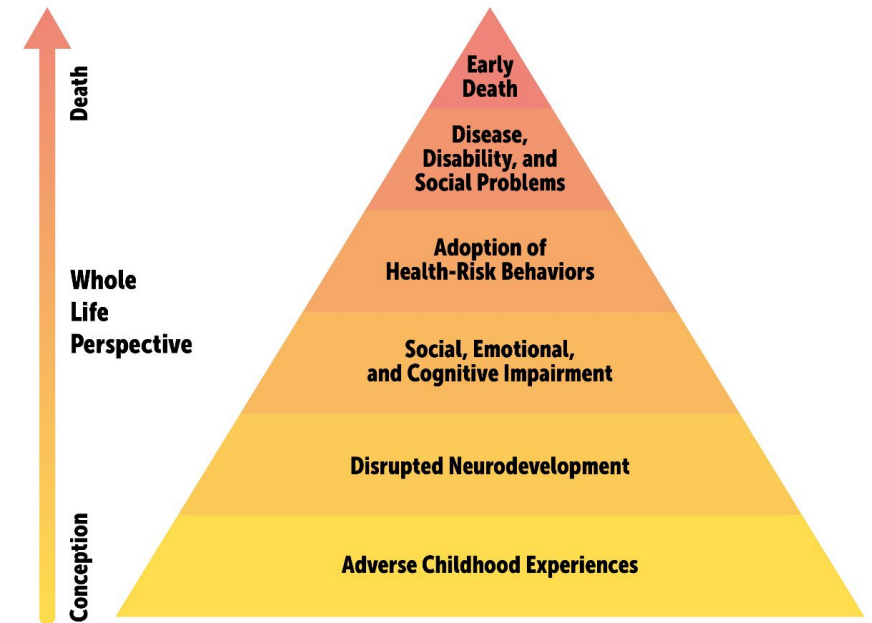 Death
Whole
Life
Perspective
Conception
Early
Death
Disease,
Disability, and
Social Problems
Adoption of
Health-Risk Behaviors
Social, Emotional,
and Cognitive Impairment
Disrupted Neurodevelopment
Adverse Childhood Experiences